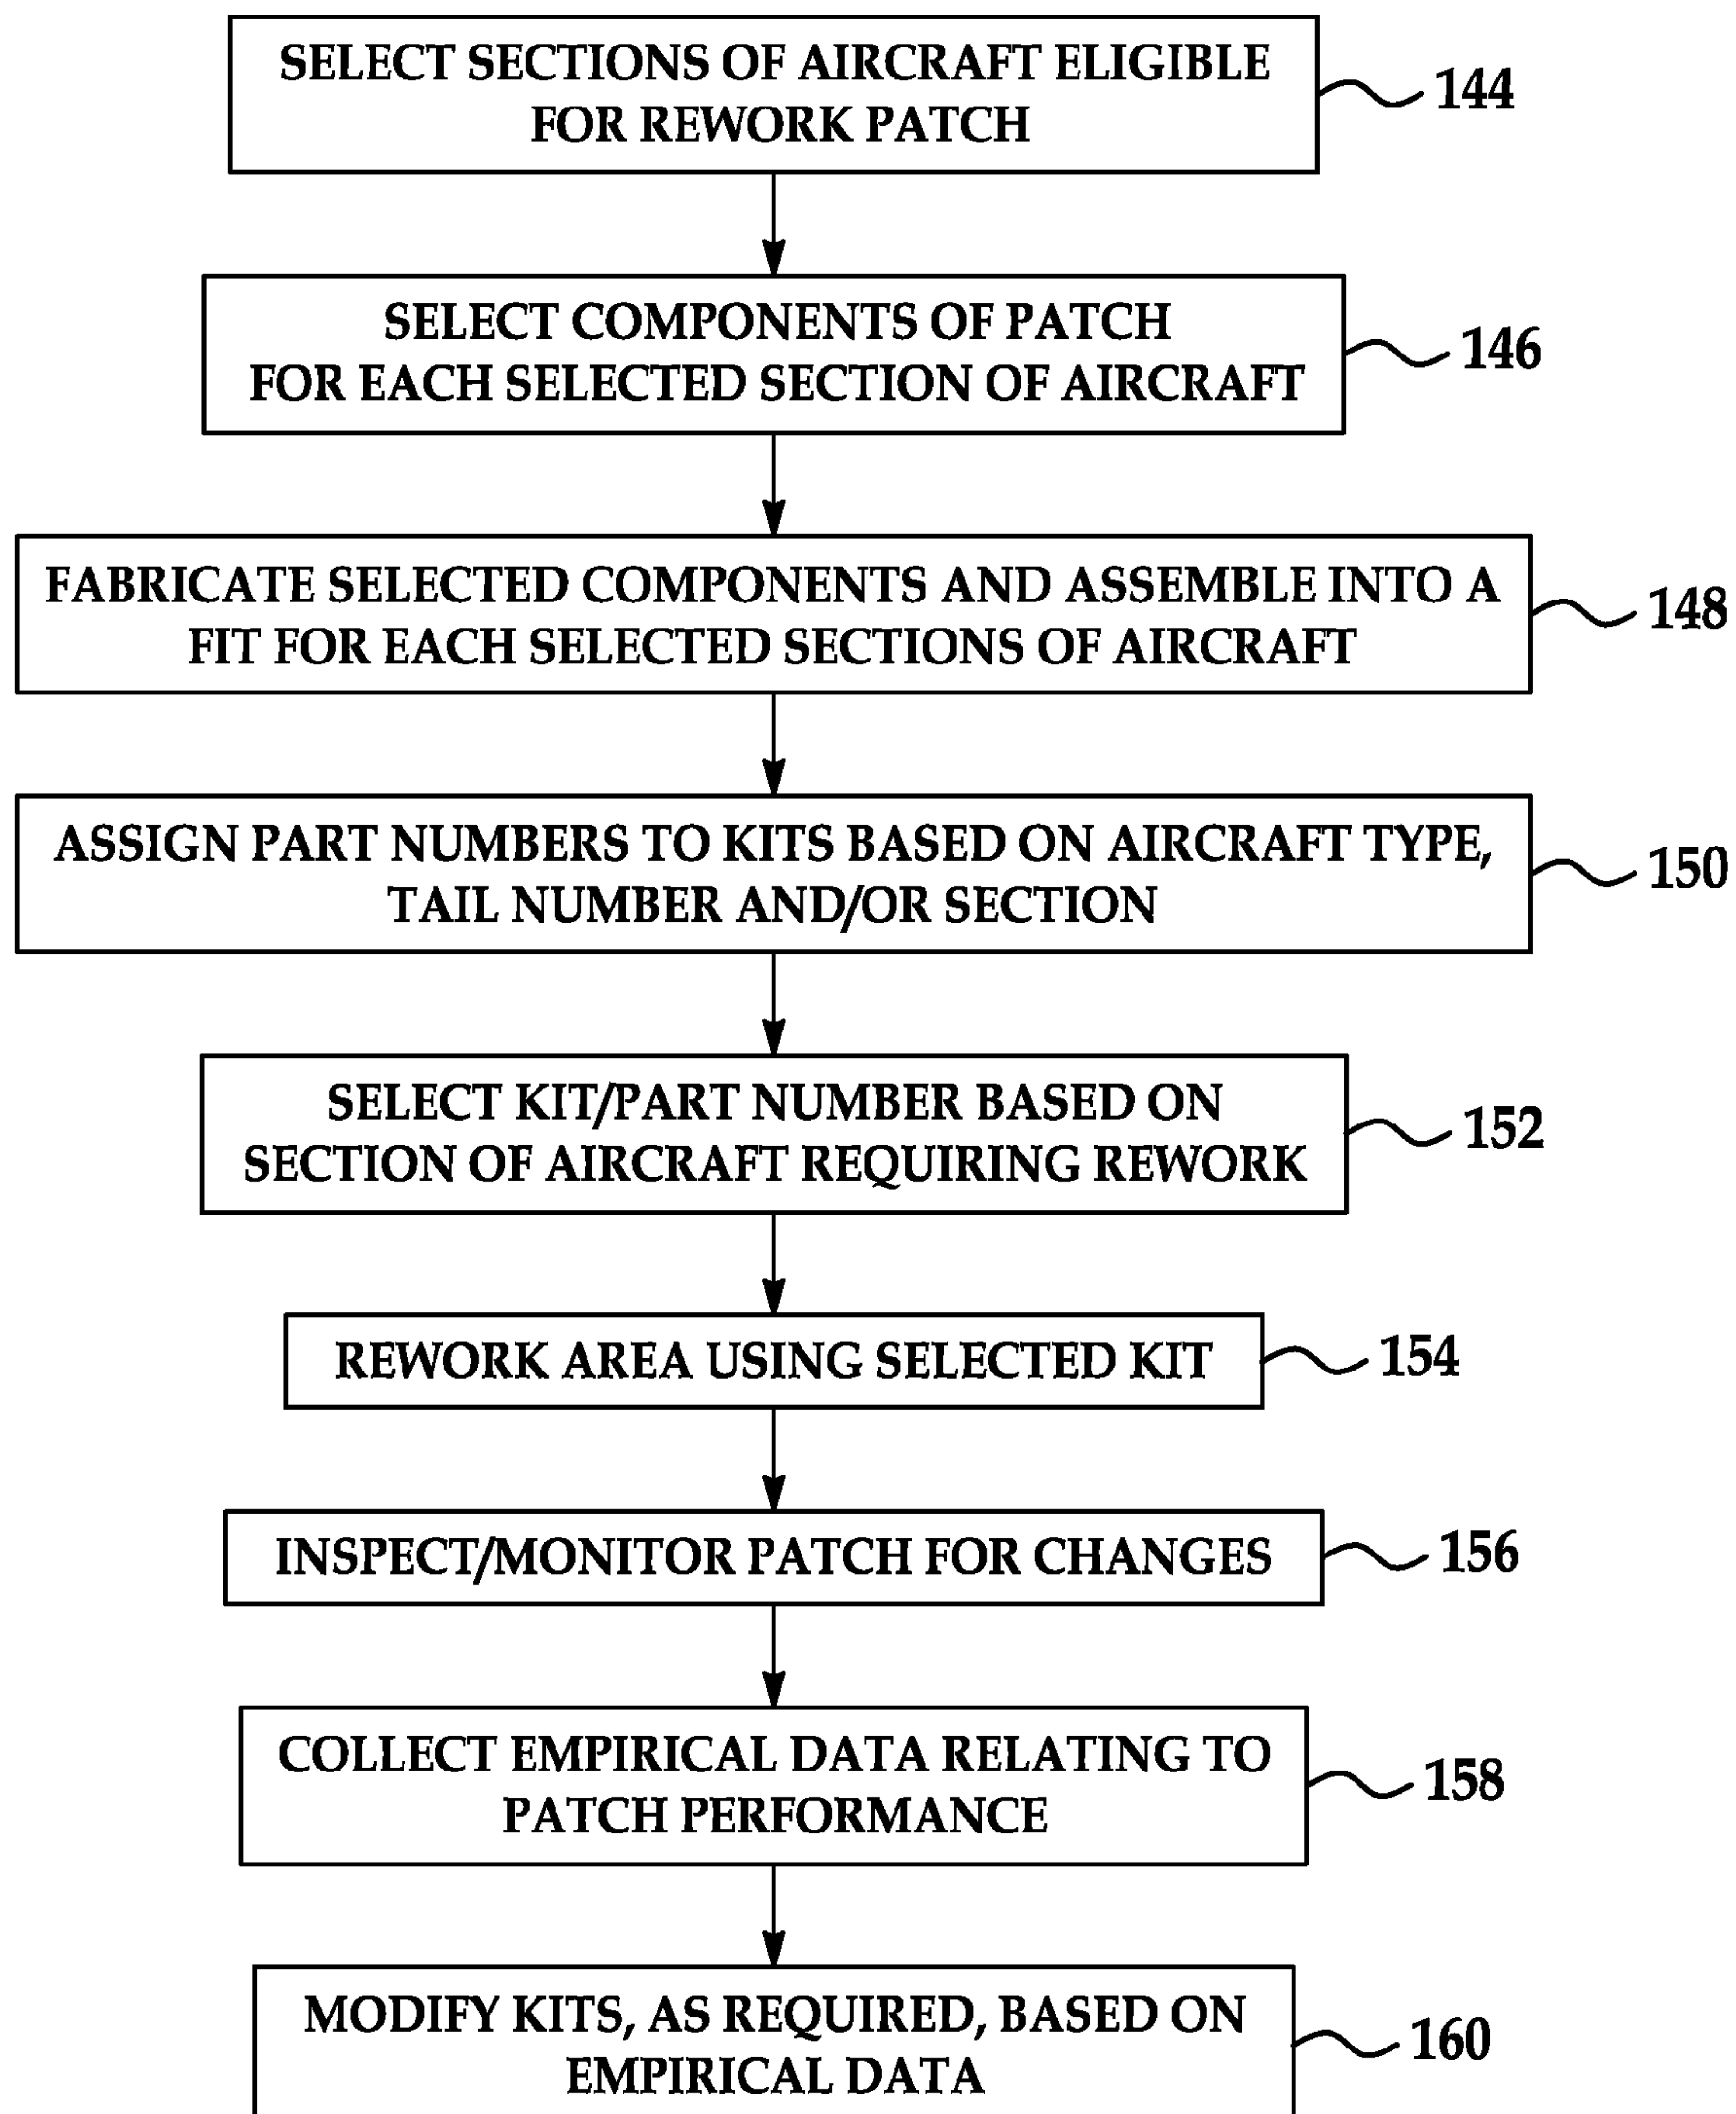 SELECT SECTIONS OF AIRCRAFT ELIGIBLE
FOR REWORK PATCH
144
SELECT COMPONENTS OF PATCH
FOR EACH SELECTED SECTION OF AIRCRAFT
146
FABRICATE SELECTED COMPONENTS AND ASSEMBLE INTO A
FIT FOR EACH SELECTED SECTIONS OF AIRCRAFT
148
ASSIGN PART NUMBERS TO KITS BASED ON AIRCRAFT TYPE,
TAIL NUMBER AND/OR SECTION
150
SELECT KIT/PART NUMBER BASED ON
SECTION OF AIRCRAFT REQUIRING REWORK
152
REWORK AREA USING SELECTED KIT
154
INSPECT/MONITOR PATCH FOR CHANGES
156
COLLECT EMPIRICAL DATA RELATING TO
PATCH PERFORMANCE
158
MODIFY KITS, AS REQUIRED, BASED ON
EMPIRICAL DATA
160